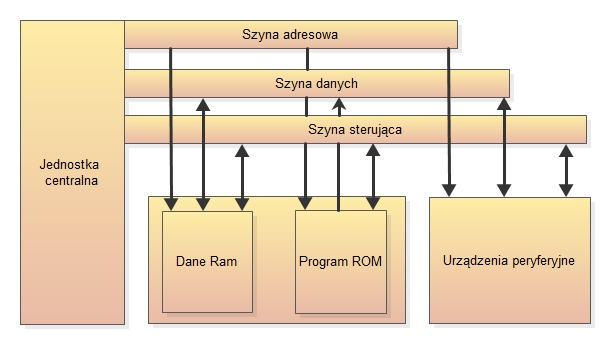 Szyna adresowa
Szyna danych
Szyna sterująca
Jednostka
centralna
Dane Ram
Program ROM
Urządzenia peryferyjne